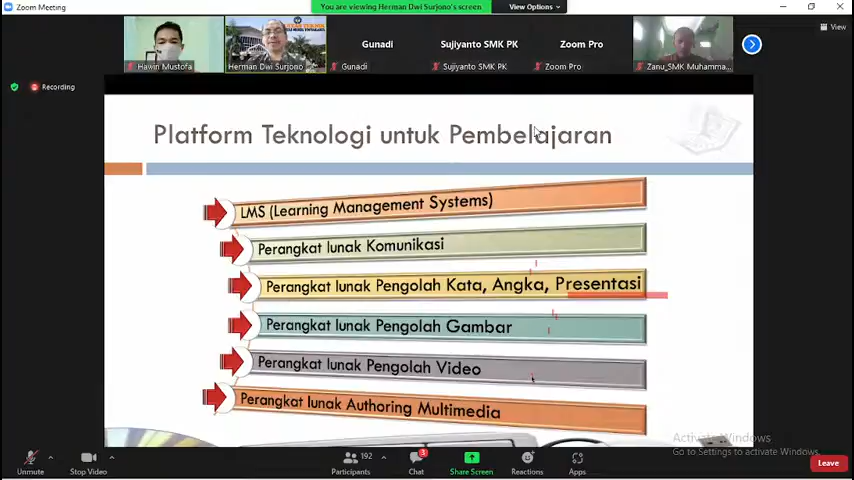 Zoom Meeting
You are viewing Herman Dwi Surjono's screen
View Options
View
Hawin Mustofa
Herman Dwi Surjono
Gunadi
Gunadi
Sujiyanto SMK PK
Sujiyanto SMK PK
Zoom Pro
Zoom Pro
Zanu_SMK Muhamma...
Recording
Platform Teknologi untuk Pembelajaran
LMS (Learning Management Systems)
Perangkat lunak Komunikasi
Perangkat lunak Pengolah Kata, Angka, Presentasi
Perangkat lunak Pengolah Gambar
Perangkat lunak Pengolah Video
Perangkat lunak Authoring Multimedia
Activate Windows
Go to Settings to activate Windows.
Unmute
Stop Video
192
Participants
3
Chat
Share Screen
Reactions
Apps
Leave